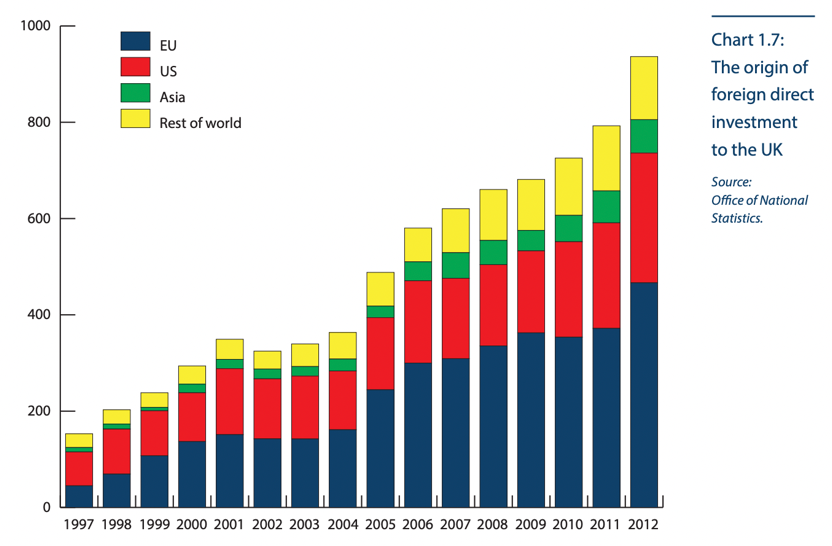 1000
800
600
400
200
0
EU
US
Asia
Rest of world
1997 1998 1999 2000 2001 2002 2003 2004 2005 2006 2007 2008 2009 2010 2011 2012
Chart 1.7:
The origin of
foreign direct
investment
to the UK
Source:
Office of National
Statistics.